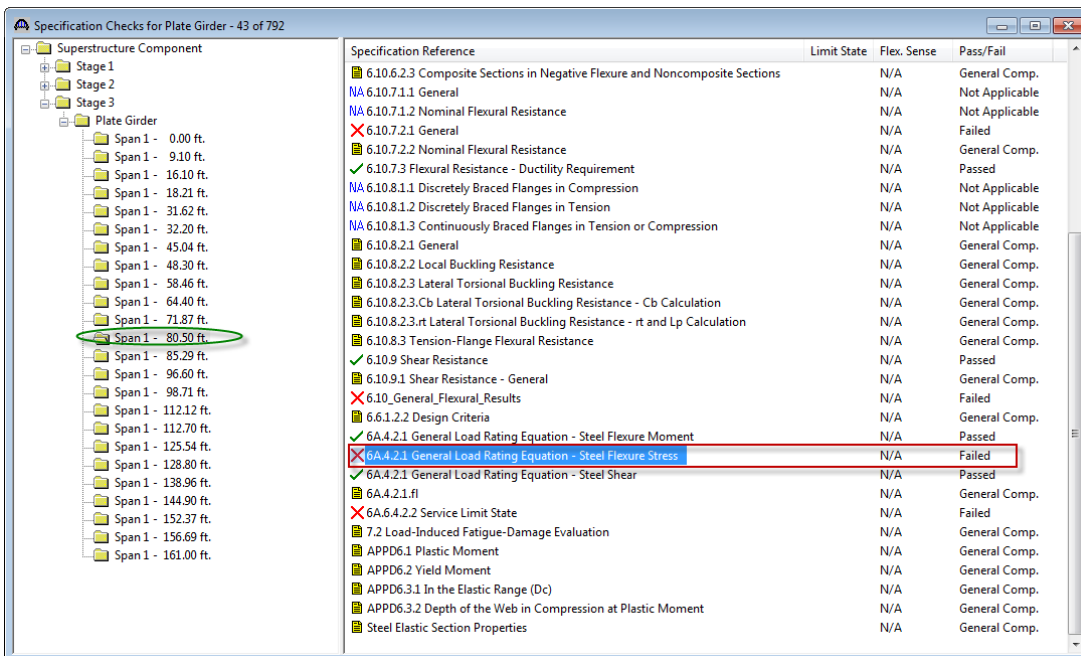 Specification Checks for Plate Girder - 43 of 792
Superstructure Component
Stage 1
Stage 2
Stage 3
Plate Girder
Span 1 - 0.00 ft.
Span 1 - 9.10 ft.
Span 1 - 16.10 ft.
Span 1 - 18.21 ft.
Span 1 - 31.62 ft.
Span 1 - 32.20 ft.
Span 1 - 45.04 ft.
Span 1 - 48.30 ft.
Span 1 - 58.46 ft.
Span 1 - 64.40 ft.
Span 1 - 71.87 ft.
Span 1 - 80.50 ft.
Span 1 - 85.29 ft.
Span 1 - 96.60 ft.
Span 1 - 98.71 ft.
Span 1 - 112.12 ft.
Span 1 - 112.70 ft.
Span 1 - 125.54 ft.
Span 1 - 128.80 ft.
Span 1 - 138.96 ft.
Span 1 - 144.90 ft.
Span 1 - 152.37 ft.
Span 1 - 156.69 ft.
Span 1 - 161.00 ft.
Specification Reference Limit State Flex. Sense Pass/Fail
6.10.6.2.3 Composite Sections in Negative Flexure and Noncomposite Sections N/A General Comp.
NA 6.10.7.1.1 General N/A Not Applicable
NA 6.10.7.1.2 Nominal Flexural Resistance N/A Not Applicable
6.10.7.2.1 General N/A Failed
6.10.7.2.2 Nominal Flexural Resistance N/A General Comp.
6.10.7.3 Flexural Resistance - Ductility Requirement N/A Passed
NA 6.10.8.1.1 Discretely Braced Flanges in Compression N/A Not Applicable
NA 6.10.8.1.2 Discretely Braced Flanges in Tension N/A Not Applicable
NA 6.10.8.1.3 Continuously Braced Flanges in Tension or Compression N/A Not Applicable
6.10.8.2.1 General N/A General Comp.
6.10.8.2.2 Local Buckling Resistance N/A General Comp.
6.10.8.2.3 Lateral Torsional Buckling Resistance N/A General Comp.
6.10.8.2.3.Cb Lateral Torsional Buckling Resistance - Cb Calculation N/A General Comp.
6.10.8.2.3.rt Lateral Torsional Buckling Resistance - rt and Lp Calculation N/A General Comp.
6.10.8.3 Tension-Flange Flexural Resistance N/A General Comp.
6.10.9 Shear Resistance N/A Passed
6.10.9.1 Shear Resistance - General N/A General Comp.
6.10_General_Flexural_Results N/A Failed
6.6.1.2.2 Design Criteria N/A General Comp.
6A.4.2.1 General Load Rating Equation - Steel Flexure Moment N/A Passed
6A.4.2.1 General Load Rating Equation - Steel Flexure Stress N/A Failed
6A.4.2.1 General Load Rating Equation - Steel Shear N/A Passed
6A.4.2.1.fl N/A General Comp.
6A.6.4.2.2 Service Limit State N/A Failed
7.2 Load-Induced Fatigue-Damage Evaluation N/A General Comp.
APPD6.1 Plastic Moment N/A General Comp.
APPD6.2 Yield Moment N/A General Comp.
APPD6.3.1 In the Elastic Range (Dc) N/A General Comp.
APPD6.3.2 Depth of the Web in Compression at Plastic Moment N/A General Comp.
Steel Elastic Section Properties N/A General Comp.